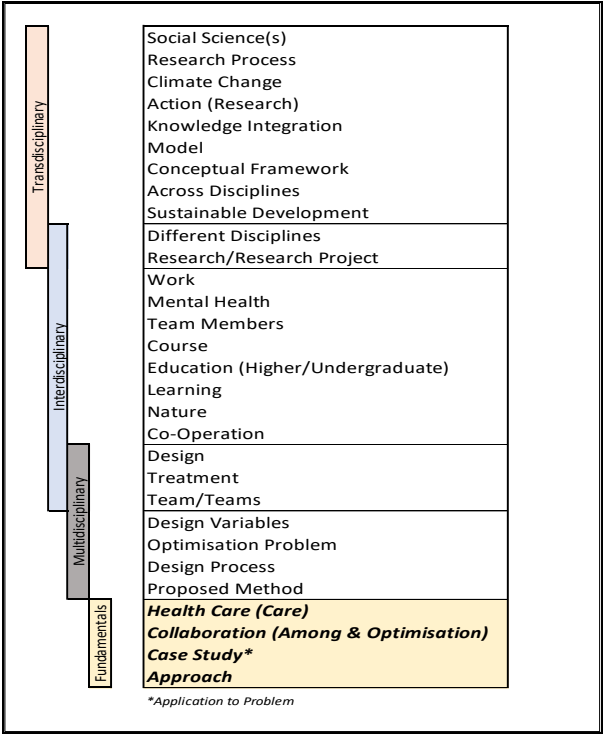 Transdisciplinary
Interdisciplinary
Multidisciplinary
Fundamentals
Social Science(s)
Research Process
Climate Change
Action (Research)
Knowledge Integration
Model
Conceptual Framework
Across Disciplines
Sustainable Development
Different Disciplines
Research/Research Project
Work
Mental Health
Team Members
Course
Education (Higher/Undergraduate)
Learning
Nature
Co-Operation
Design
Treatment
Team/Teams
Design Variables
Optimisation Problem
Design Process
Proposed Method
Health Care (Care)
Collaboration (Among & Optimisation)
Case Study*
Approach
*Application to Problem